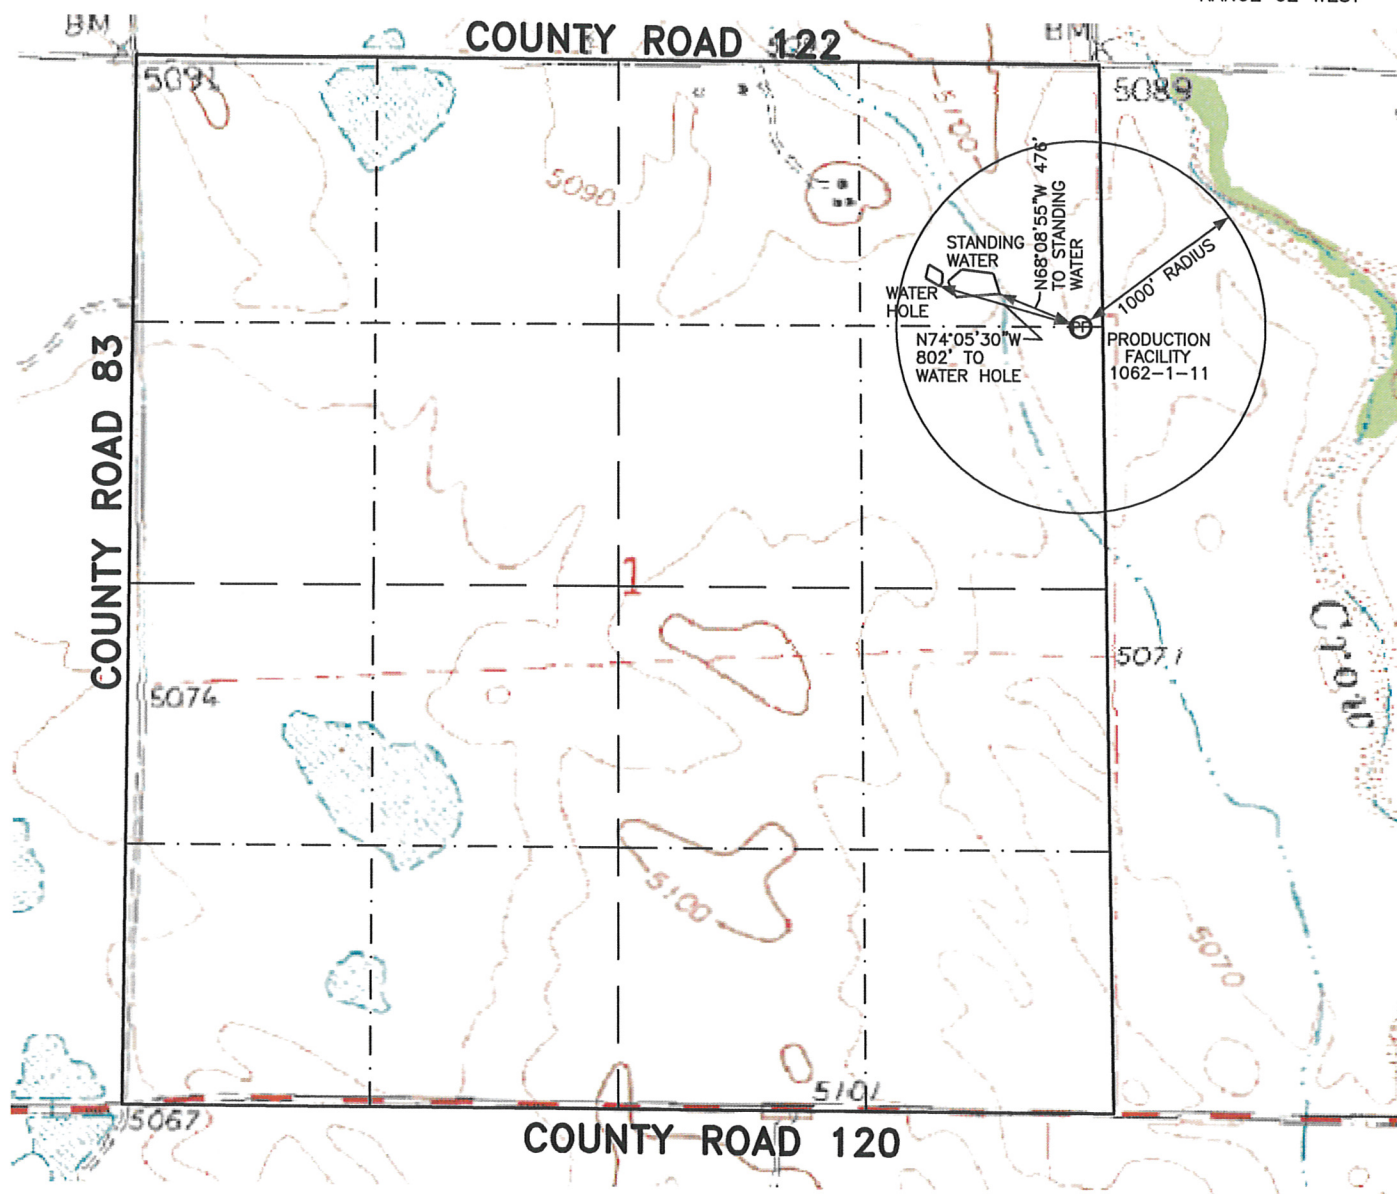 BM
COUNTY ROAD 122
BM
5091
5089
5100
5090
N68°08'55"W 476'
TO STANDING
WATER
STANDING
WATER
1000' RADIUS
WATER
HOLE
PF
N74°05'30"W
802' TO
WATER HOLE
PRODUCTION
FACILITY
1062-1-11
COUNTY ROAD 83
1
5071
Crow
5074
5100
5070
5101
5067
COUNTY ROAD 120